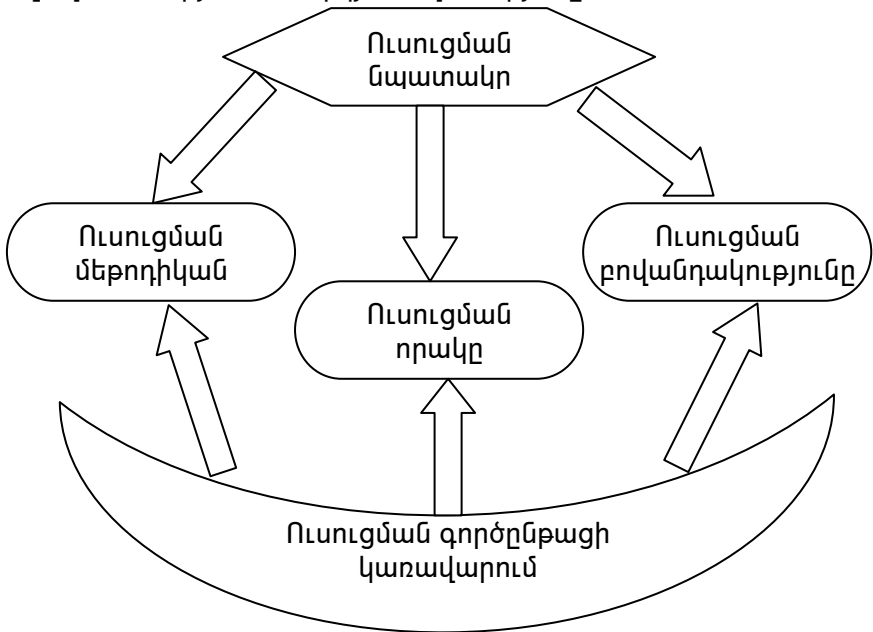 Ուսուցման
նպատակը
Ուսուցման
մեթոդիկան
Ուսուցման
բովանդակությունը
Ուսուցման
որակը
Ուսուցման գործընթացի
կառավարում